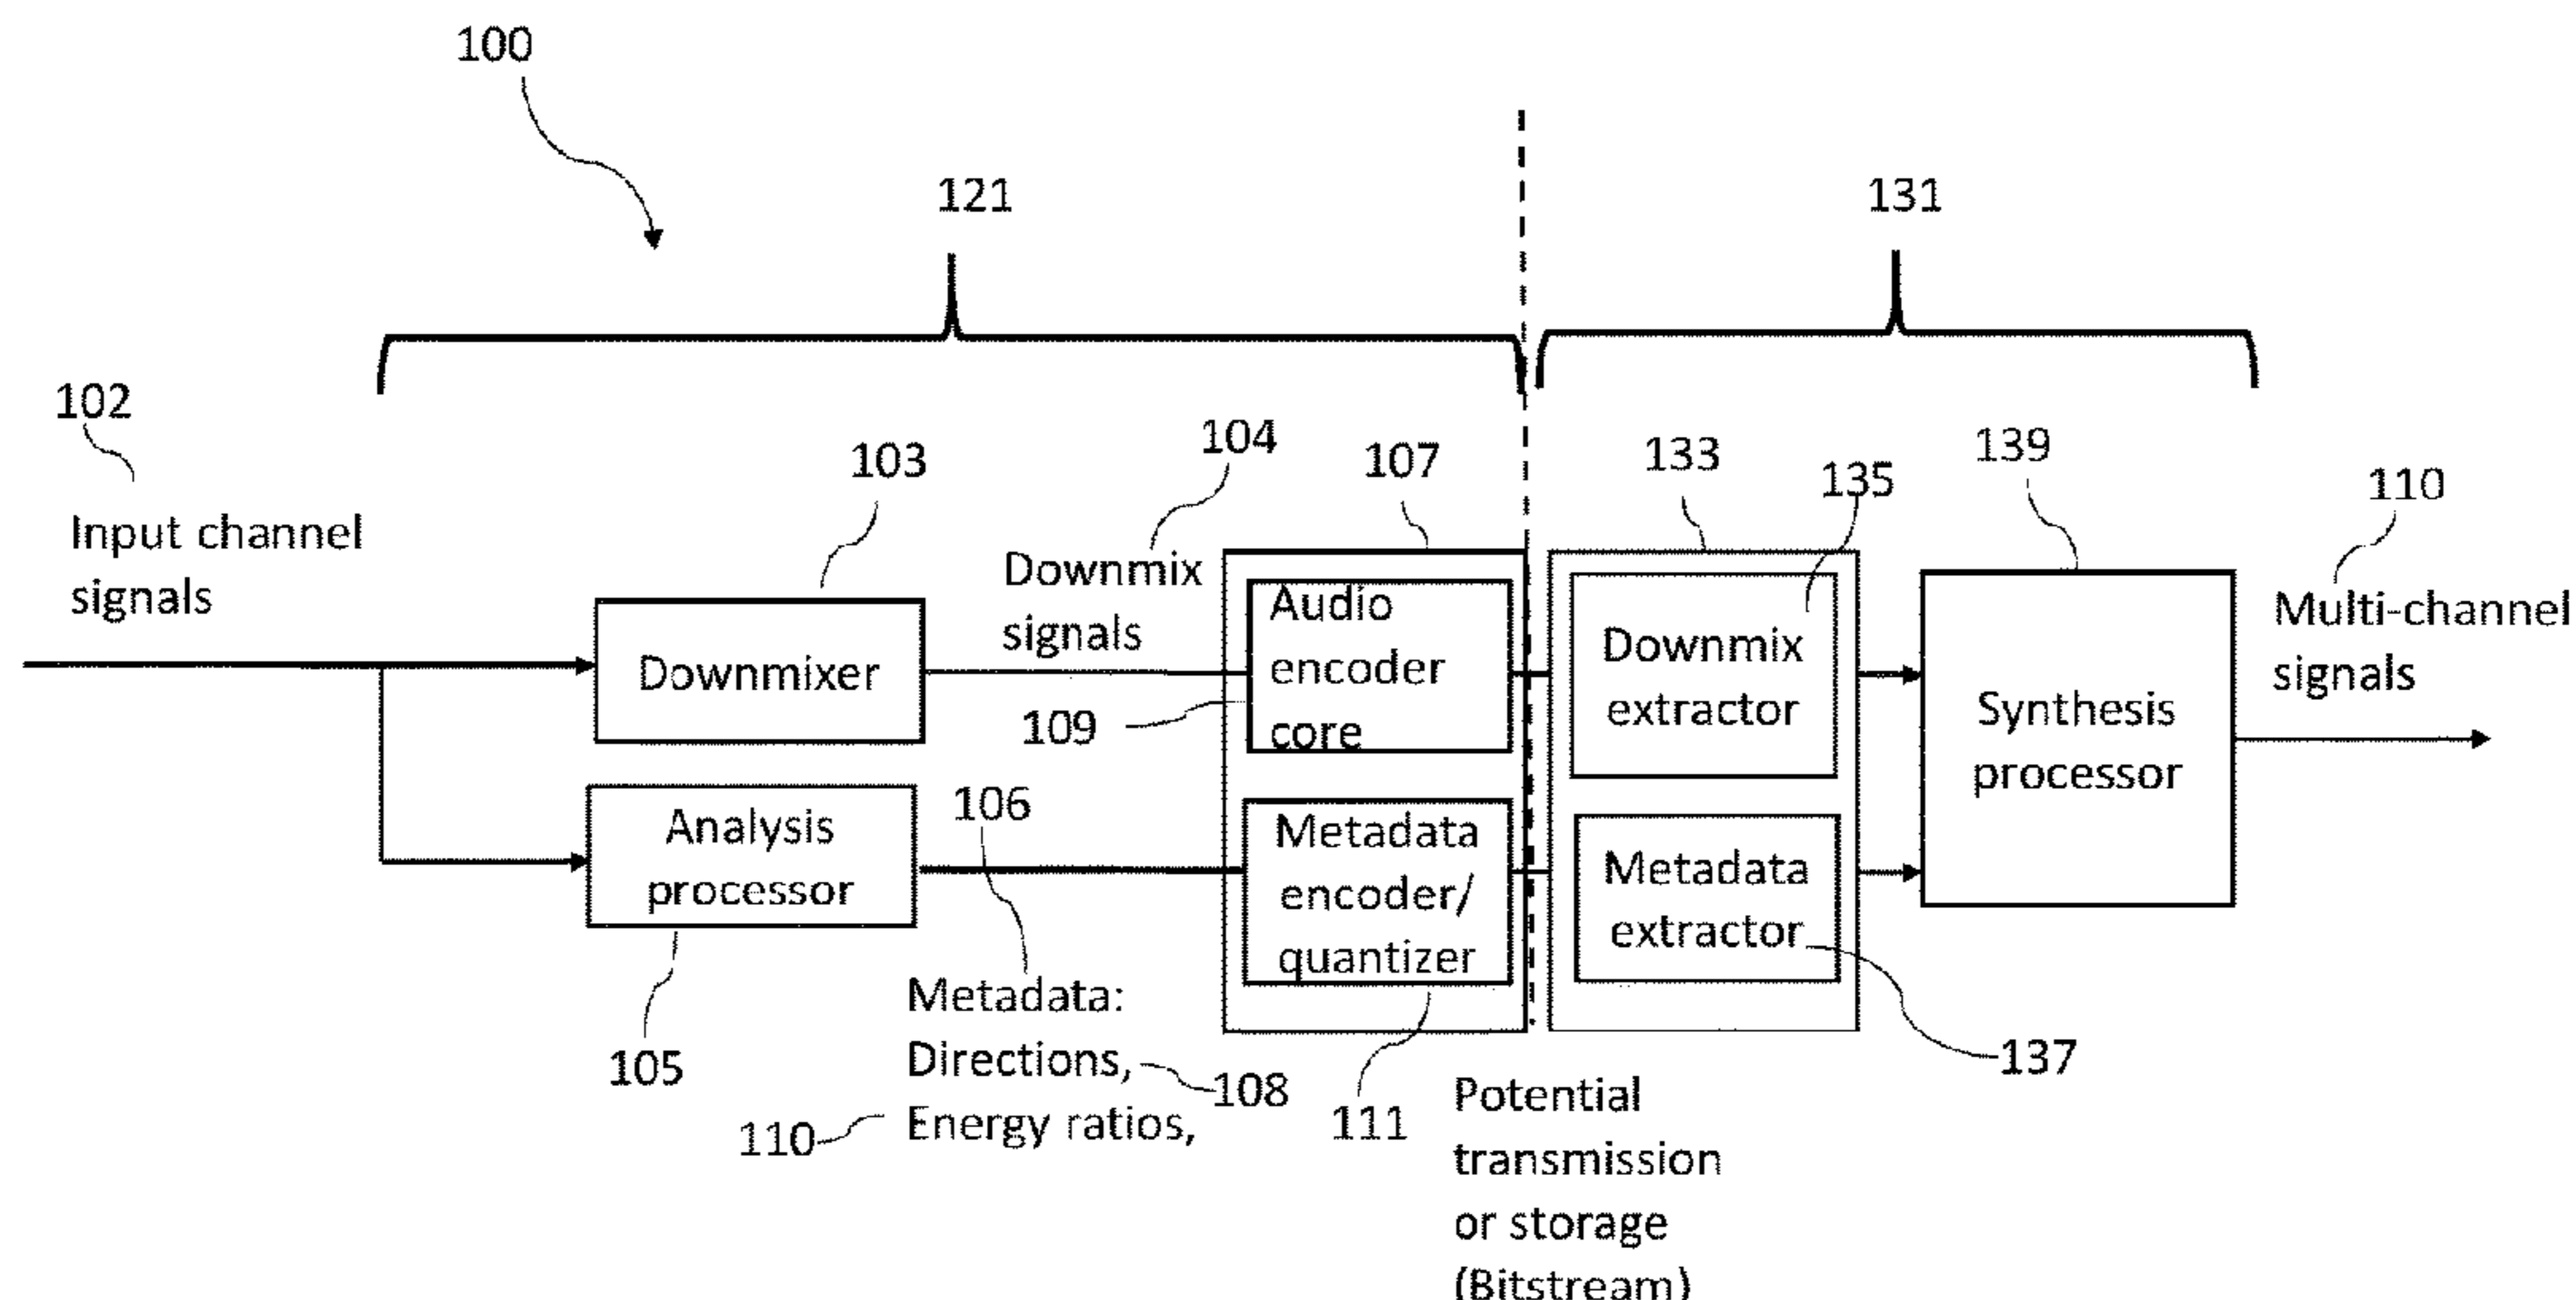 100
121
131
102
103
104
107
133
135
139
110
Input channel
signals
Downmixer
Downmix
signals
Audio
encoder
core
109
Downmix
extractor
Synthesis
processor
Multi-channel
signals
Analysis
processor
105
106
Metadata:
Directions,
108
110
Energy ratios,
Metadata
encoder/
quantizer
111
Metadata
extractor
137
Potential
transmission
or storage
(Bitstream)